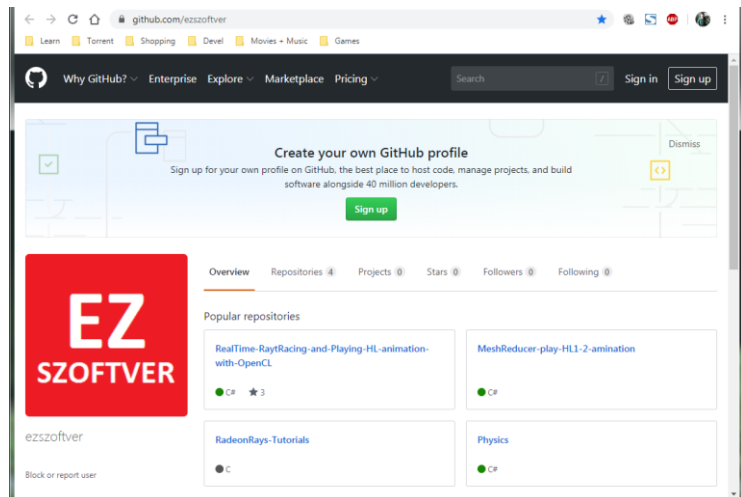 github.com/ezszoftver
Learn Torrent Shopping Devel Movies + Music Games
Why GitHub? Enterprise Explore Marketplace Pricing Search / Sign in Sign up
Dismiss
Create your own GitHub profile
Sign up for your own profile on GitHub, the best place to host code, manage projects, and build
software alongside 40 million developers.
Sign up
EZ
SZOFTVER
ezszoftver
Block or report user
Overview Repositories 4 Projects 0 Stars 0 Followers 0 Following 0
Popular repositories
RealTime-RaytRacing-and-Playing-HL-animation-
with-OpenCL
C# 3
MeshReducer-play-HL1-2-amination
C#
RadeonRays-Tutorials
C
Physics
C#